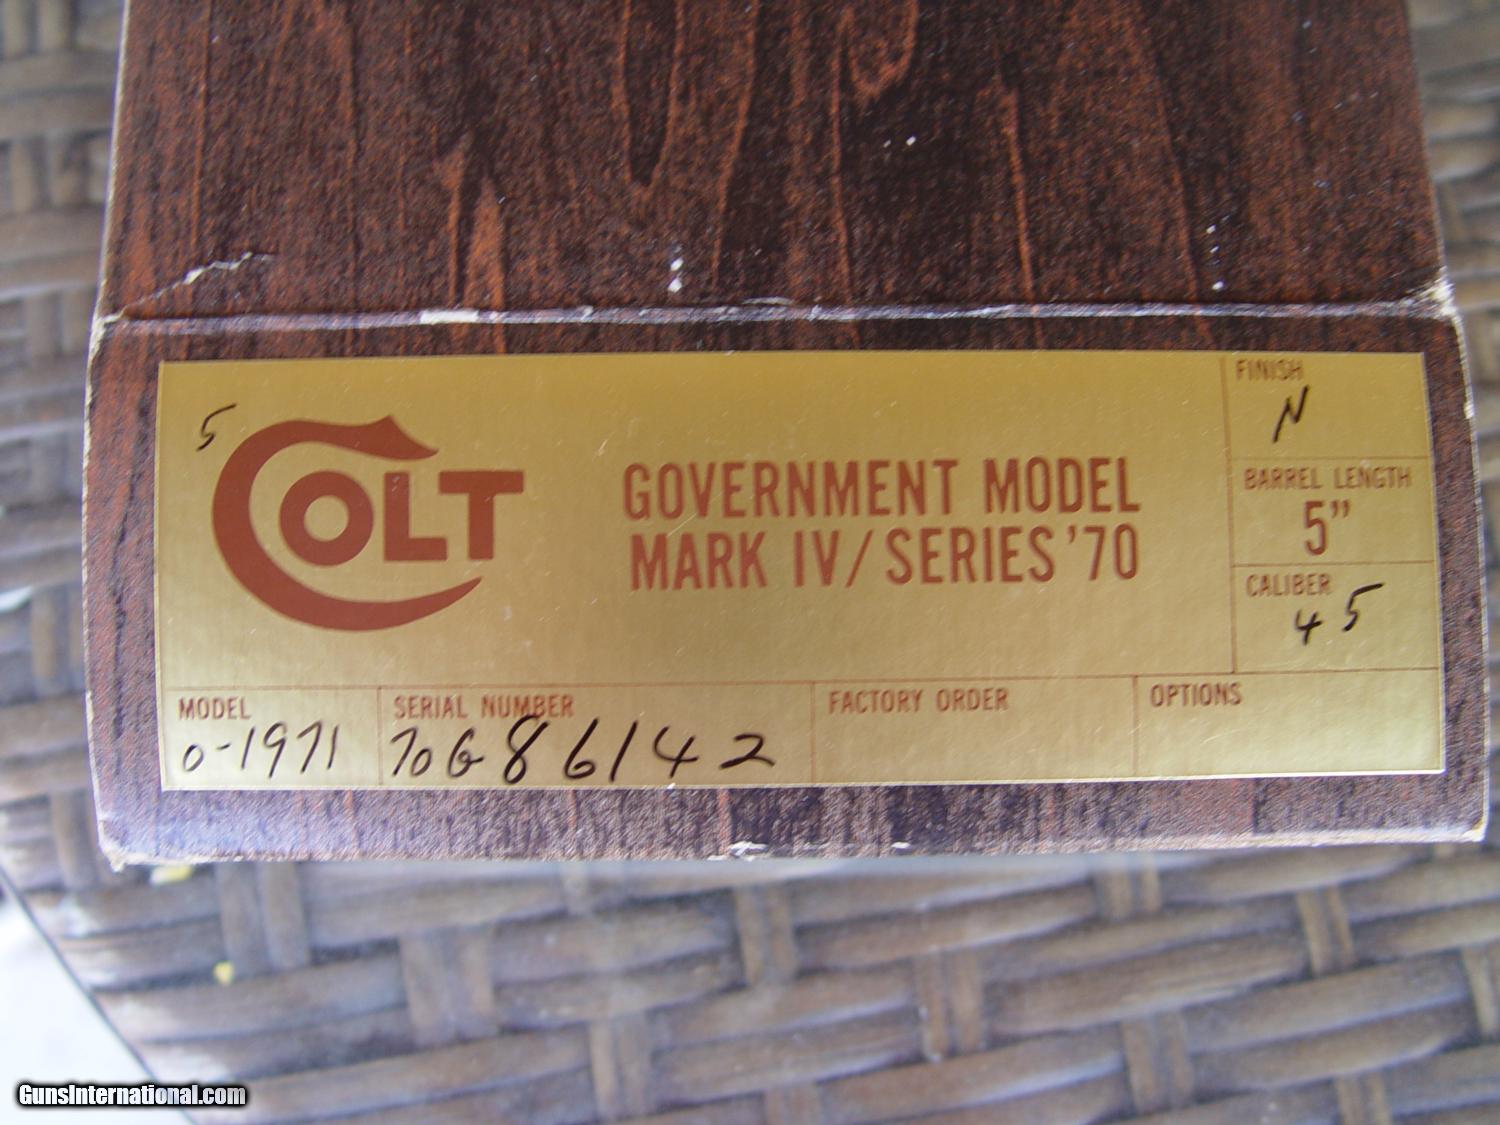 5
COLT
GOVERNMENT MODEL
MARK IV/SERIES '70
FINISH
N
BARREL LENGTH
5"
CALIBER
45
MODEL
0-1971
SERIAL NUMBER
70G86142
FACTORY ORDER
OPTIONS
GunsInternational.com